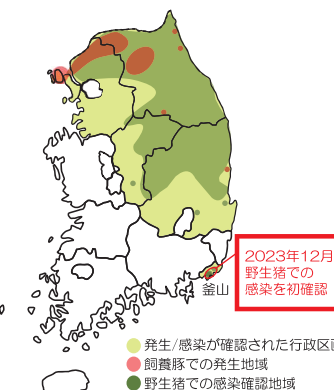 2023年12月
野生猪での
感染を初確認
釜山
発生/感染が確認された行政区画
飼養豚での発生地域
野生猪での感染確認地域